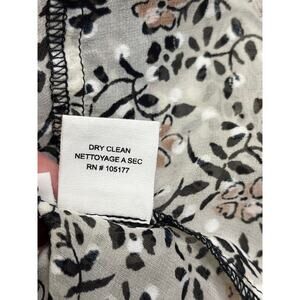 DRY CLEAN
NETTOYAGE A SEC
RN # 105177